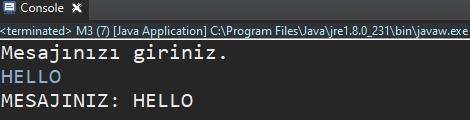 Console
<terminated> M3 (7) [Java Application] C:\Program Files\Java\jre1.8.0_231\bin\javaw.exe
Mesajınızı giriniz.
HELLO
MESAJINIZ: HELLO